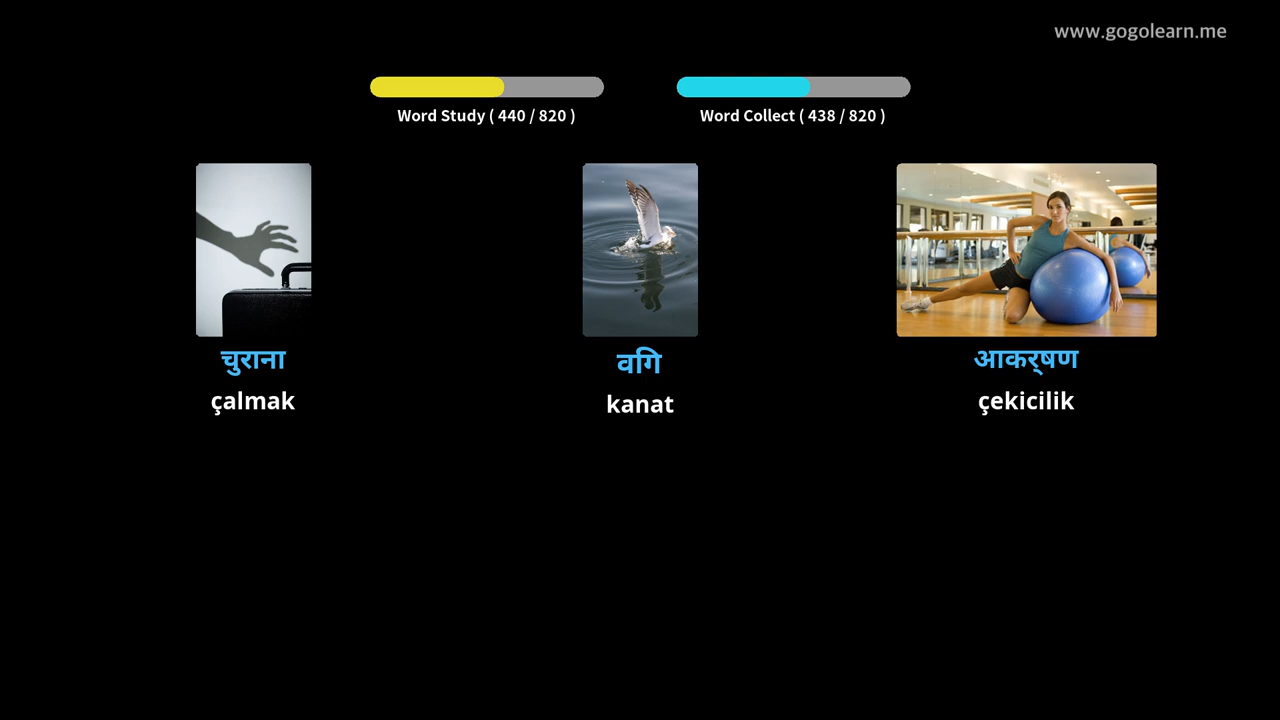 www.gogolearn.me
Word Study ( 440 / 820 )
Word Collect ( 438 / 820 )
चुराना
वगि
आकर्षण
çalmak
kanat
çekicilik